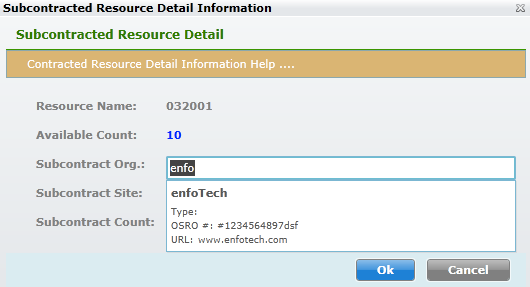 Subcontracted Resource Detail Information
Subcontracted Resource Detail
Contracted Resource Detail Information Help ....
Resource Name: 032001
Available Count: 10
Subcontract Org.: enfo
Subcontract Site: enfoTech
Type:
Subcontract Count: OSRO #: #1234564897dsf
URL: www.enfotech.com
Ok Cancel